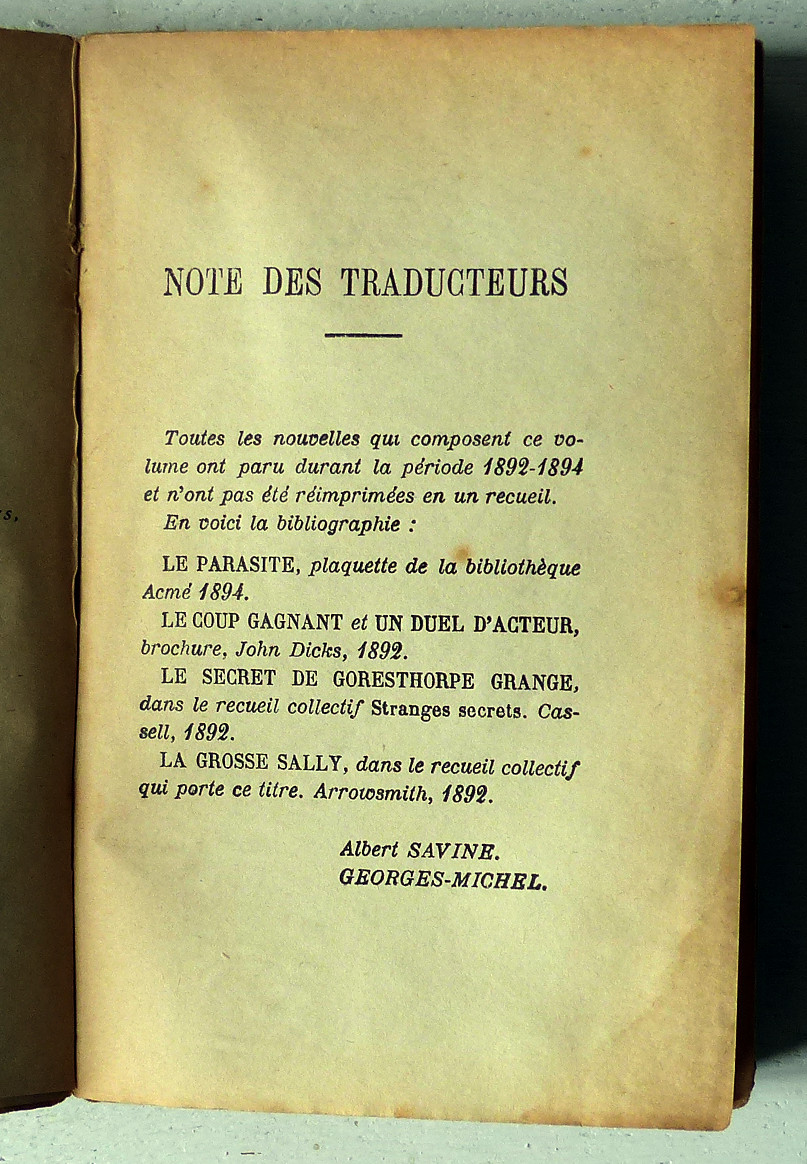 NOTE DES TRADUCTEURS
Toutes les nouvelles qui composent ce vo-
lume ont paru durant la période 1892-1894
et n'ont pas été réimprimées en un recueil.
En voici la bibliographie :
LE PARASITE, plaquette de la bibliothèque
Acmé 1894.
LE COUP GAGNANT et UN DUEL D'ACTEUR,
brochure, John Dicks, 1892.
LE SECRET DE GORESTHORPE GRANGE,
dans le recueil collectif Stranges secrets. Cas-
sell, 1892.
LA GROSSE SALLY, dans le recueil collectif
qui porte ce titre. Arrowsmith, 1892.
Albert SAVINE.
GEORGES-MICHEL.